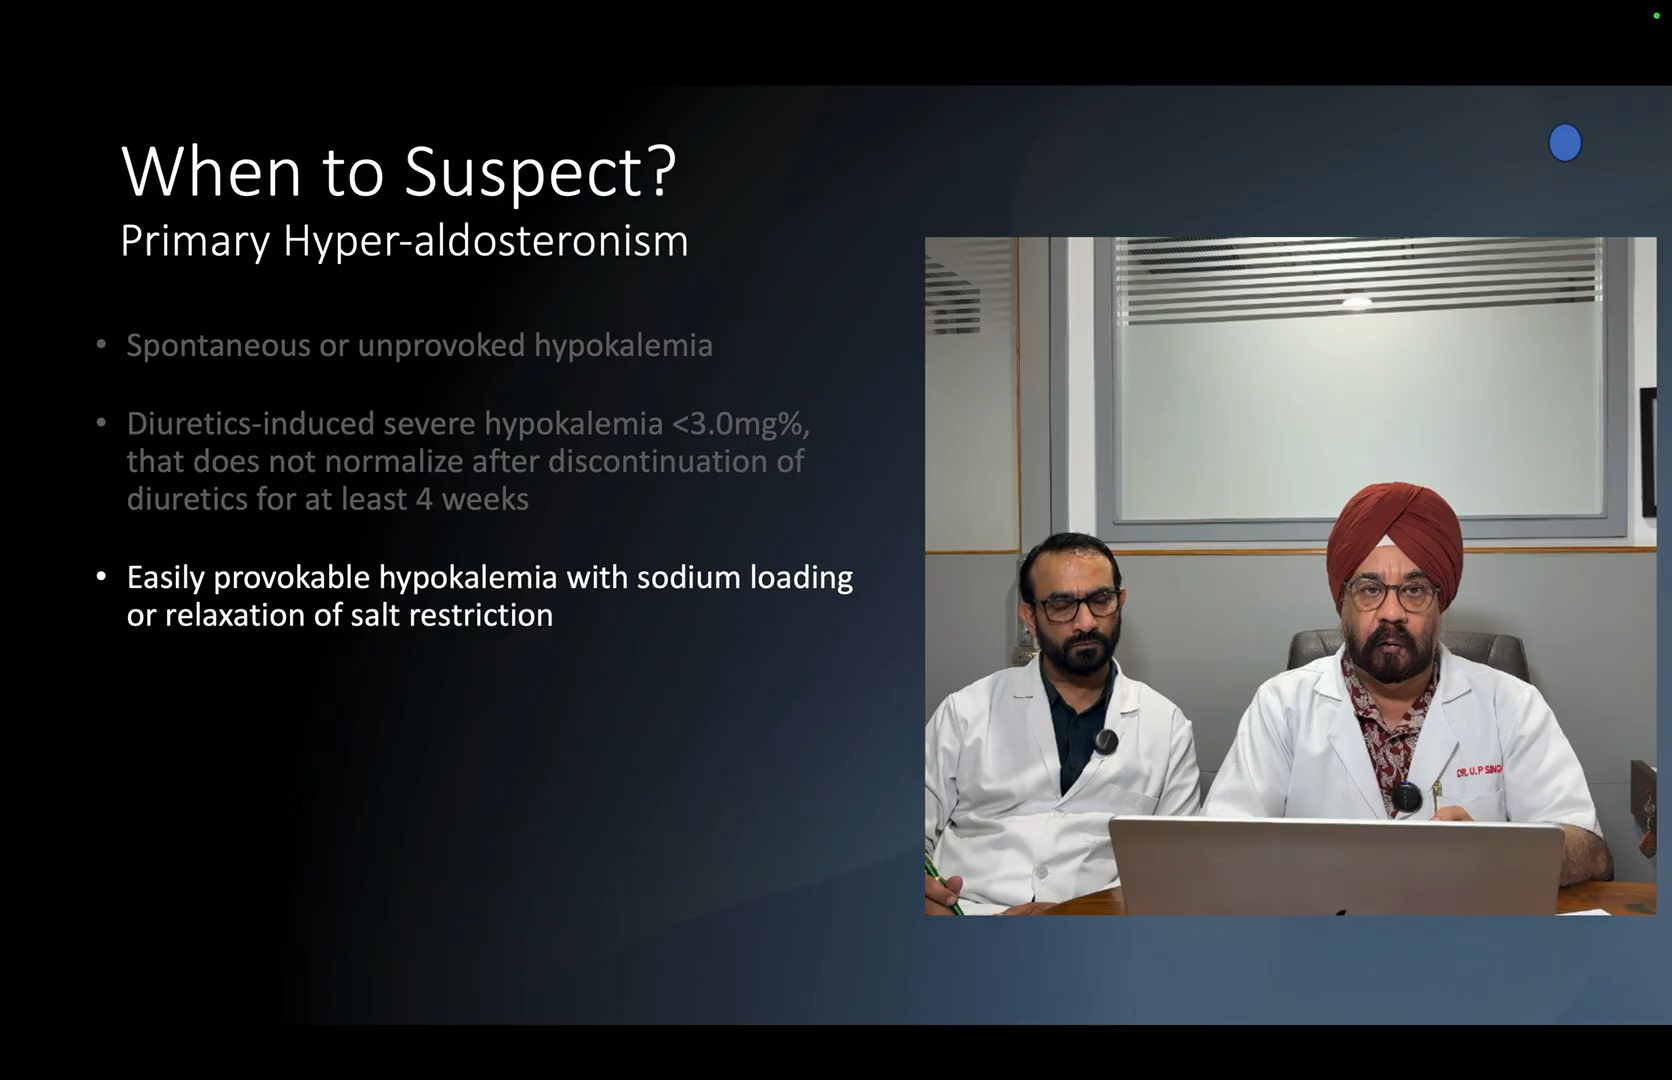 When to Suspect?
Primary Hyper-aldosteronism
• Spontaneous or unprovoked hypokalemia
• Diuretics-induced severe hypokalemia <3.0mg%,
that does not normalize after discontinuation of
diuretics for at least 4 weeks
• Easily provokable hypokalemia with sodium loading
or relaxation of salt restriction
DR. U.P SINGH